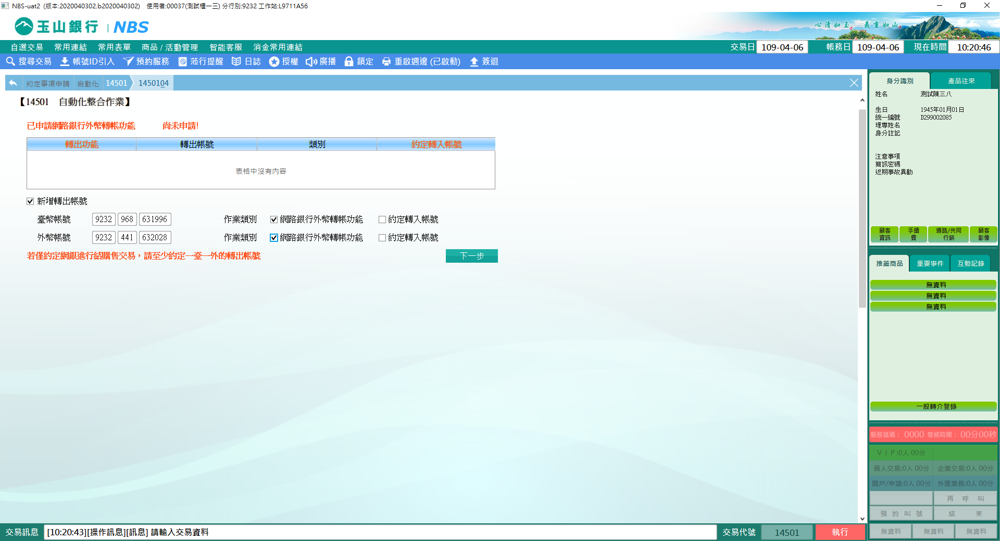 NBS-uat2 (版本:2020040302.b2020040302) 使用者:00037(測試櫃一三) 分行別:9232 工作站:L9711A56
玉山銀行 | NBS
心清如玉 義重如山
自選交易 常用連結 常用表單 商品 / 活動管理 智能客服 消金常用連結 交易日 109-04-06 帳務日 109-04-06 現在時間 10:20:46
搜尋交易 帳號ID引入 預約服務 蒞行提醒 日誌 授權 廣播 鎖定 重啟週邊 (已啟動) 簽退
約定事項申請 自動化 14501 1450104
【14501 自動化整合作業】
已申請網路銀行外幣轉帳功能 尚未申請!
轉出功能 轉出帳號 類別 約定轉入帳號
表格中沒有內容
新增轉出帳號
臺幣帳號 9232 968 631996 作業類別 網路銀行外幣轉帳功能 約定轉入帳號
外幣帳號 9232 441 632028 作業類別 網路銀行外幣轉帳功能 約定轉入帳號
若僅約定網銀進行結購售交易，請至少約定一臺一外的轉出帳號
下一步
身分識別 產品往來
姓名 測試陳三八
生日 1945年01月01日
統一編號 D299002085
理專姓名
身分註記
注意事項
簡訊密碼
近期事故異動
顧客資訊 手續費 通路/共同行銷 顧客影像
推薦商品 重要事件 互動記錄
無資料
無資料
無資料
一般轉介登錄
服務號碼： 0000 等候時間： 00分00秒
ＶＩＰ:0人 00分
個人交易:0人 00分 企業交易:0人 00分
開戶/申請:0人 00分 外匯業務:0人 00分
再 呼 叫
預 約 叫 號 結 束
無資料 無資料 無資料
交易訊息 [10:20:43][操作訊息][訊息] 請輸入交易資料 交易代號 14501 執行